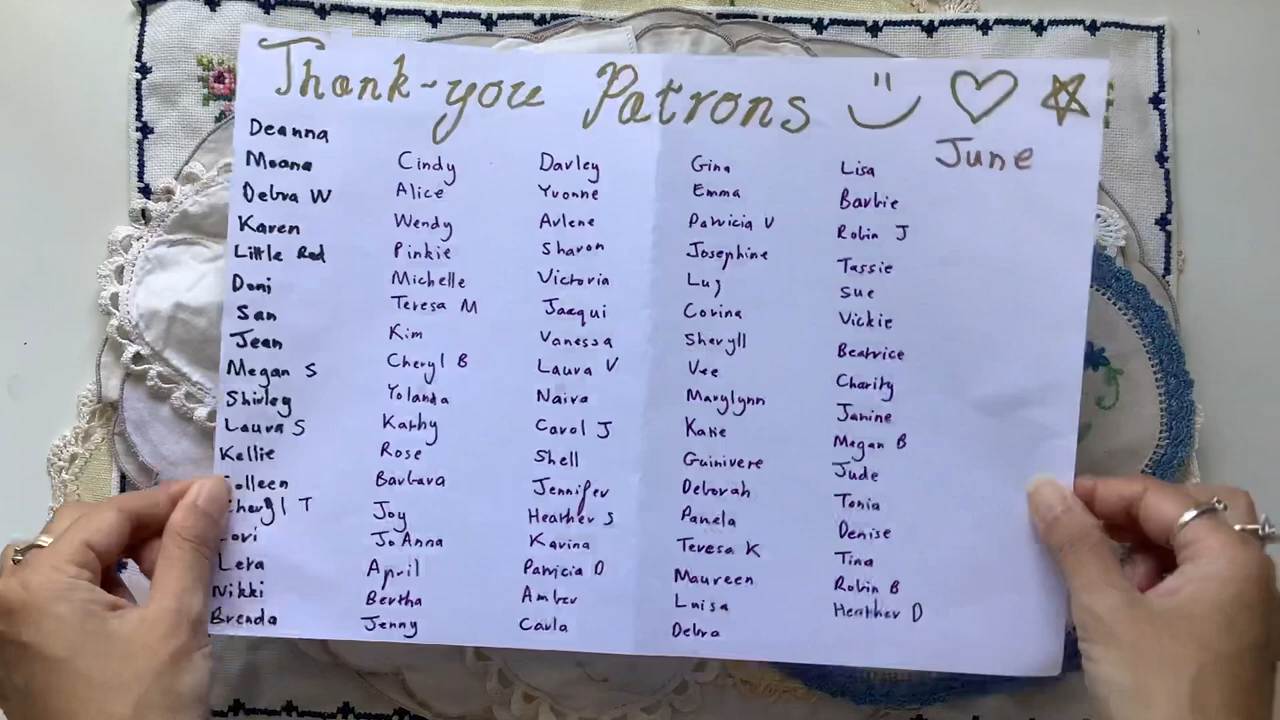 Thank-you Patrons
June
Deanna
Moana
Debra W
Karen
Little Red
Doni
San
Jean
Megan S
Shirley
Laura S
Kellie
olleen
Cheryl T
Lori
Leta
Nikki
Brenda
Cindy
Alice
Wendy
Pinkie
Michelle
Teresa M
Kim
Cheryl B
Yolanda
Kathy
Rose
Barbara
Joy
JoAnna
April
Bertha
Jenny
Davley
Yvonne
Arlene
Sharon
Victoria
Jacqui
Vanessa
Laura V
Naira
Carol J
Shell
Jennifer
Heather S
Karina
Patricia D
Amber
Carla
Gina
Emma
Patricia V
Josephine
Luz
Corina
Sheryll
Vee
Marylynn
Katie
Guinivere
Deborah
Pamela
Teresa K
Maureen
Luisa
Debra
Lisa
Barbie
Robin J
Tassie
Sue
Vickie
Beatrice
Charity
Janine
Megan B
Jude
Tonia
Denise
Tina
Robin B
Heather D